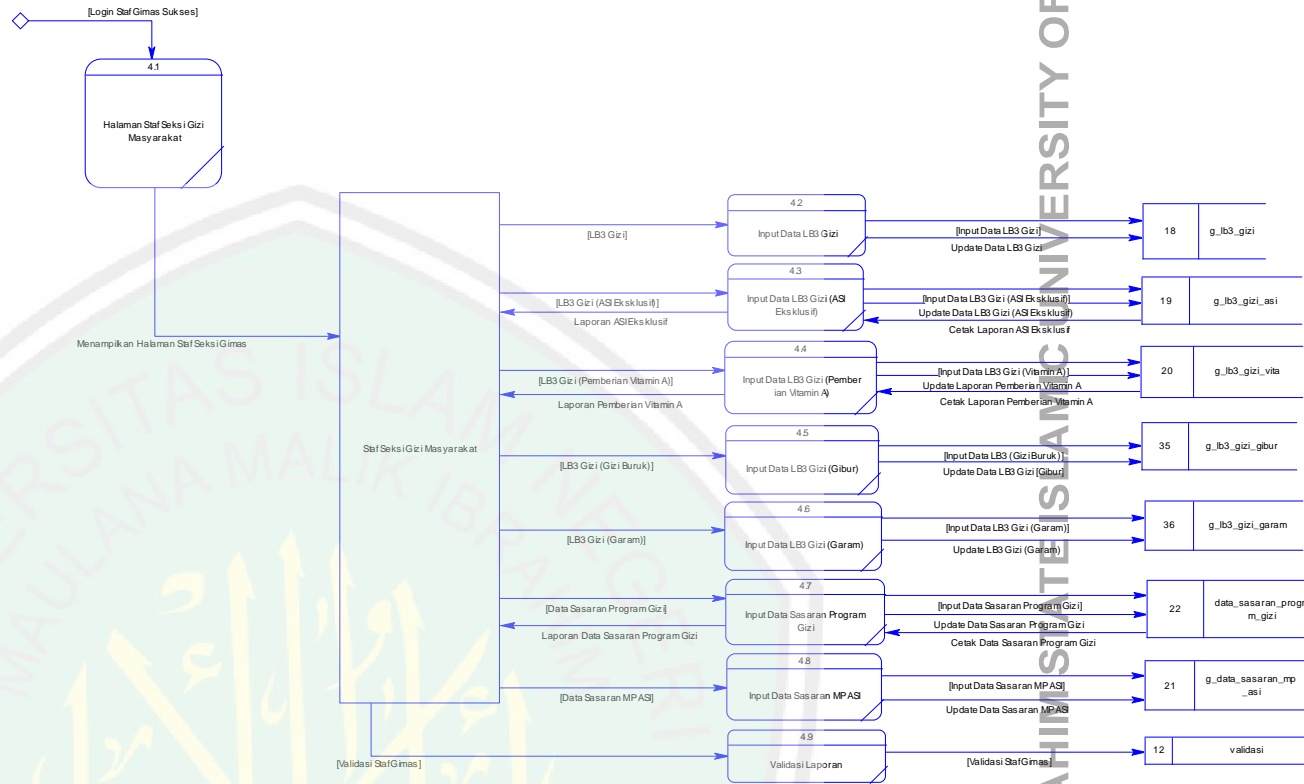 [Login Staf Gimas Sukses]
4.1
Halaman Staf Seksi Gizi
Masyarakat
Menampilkan Halaman Staf Seksi Gimas
Staf Seksi Gizi Masyarakat
[LB3 Gizi]
4.2
Input Data LB3 Gizi
[Input Data LB3 Gizi]
Update Data LB3 Gizi
18
g_lb3_gizi
[LB3 Gizi (ASI Eksklusif)]
Laporan ASI Eksklusif
4.3
Input Data LB3 Gizi (ASI
Eksklusif)
[Input Data LB3 Gizi (ASI Eksklusif)]
Update Data LB3 Gizi (ASI Eksklusif)
Cetak Laporan ASI Eksklusif
19
g_lb3_gizi_asi
[LB3 Gizi (Pemberian Vitamin A)]
Laporan Pemberian Vitamin A
4.4
Input Data LB3 Gizi (Pember
ian Vitamin A)
[Input Data LB3 Gizi (Vitamin A)]
Update Laporan Pemberian Vitamin A
Cetak Laporan Pemberian Vitamin A
20
g_lb3_gizi_vita
[LB3 Gizi (Gizi Buruk)]
4.5
Input Data LB3 Gizi (Gibur)
[Input Data LB3 (Gizi Buruk)]
Update Data LB3 Gizi [Gibur]
35
g_lb3_gizi_gibur
[LB3 Gizi (Garam)]
4.6
Input Data LB3 Gizi (Garam)
[Input Data LB3 Gizi (Garam)]
Update LB3 Gizi (Garam)
36
g_lb3_gizi_garam
[Data Sasaran Program Gizi]
Laporan Data Sasaran Program Gizi
4.7
Input Data Sasaran Program
Gizi
[Input Data Sasaran Program Gizi]
Update Data Sasaran Program Gizi
Cetak Data Sasaran Program Gizi
22
data_sasaran_progr
m_gizi
[Data Sasaran MPASI]
4.8
Input Data Sasaran MPASI
[Input Data Sasaran MPASI]
Update Data Sasaran MPASI
21
g_data_sasaran_mp
_asi
[Validasi Staf Gimas]
4.9
Validasi Laporan
[Validasi Staf Gimas]
12
validasi
AHIM STATE ISLAMIC UNIVERSITY OF